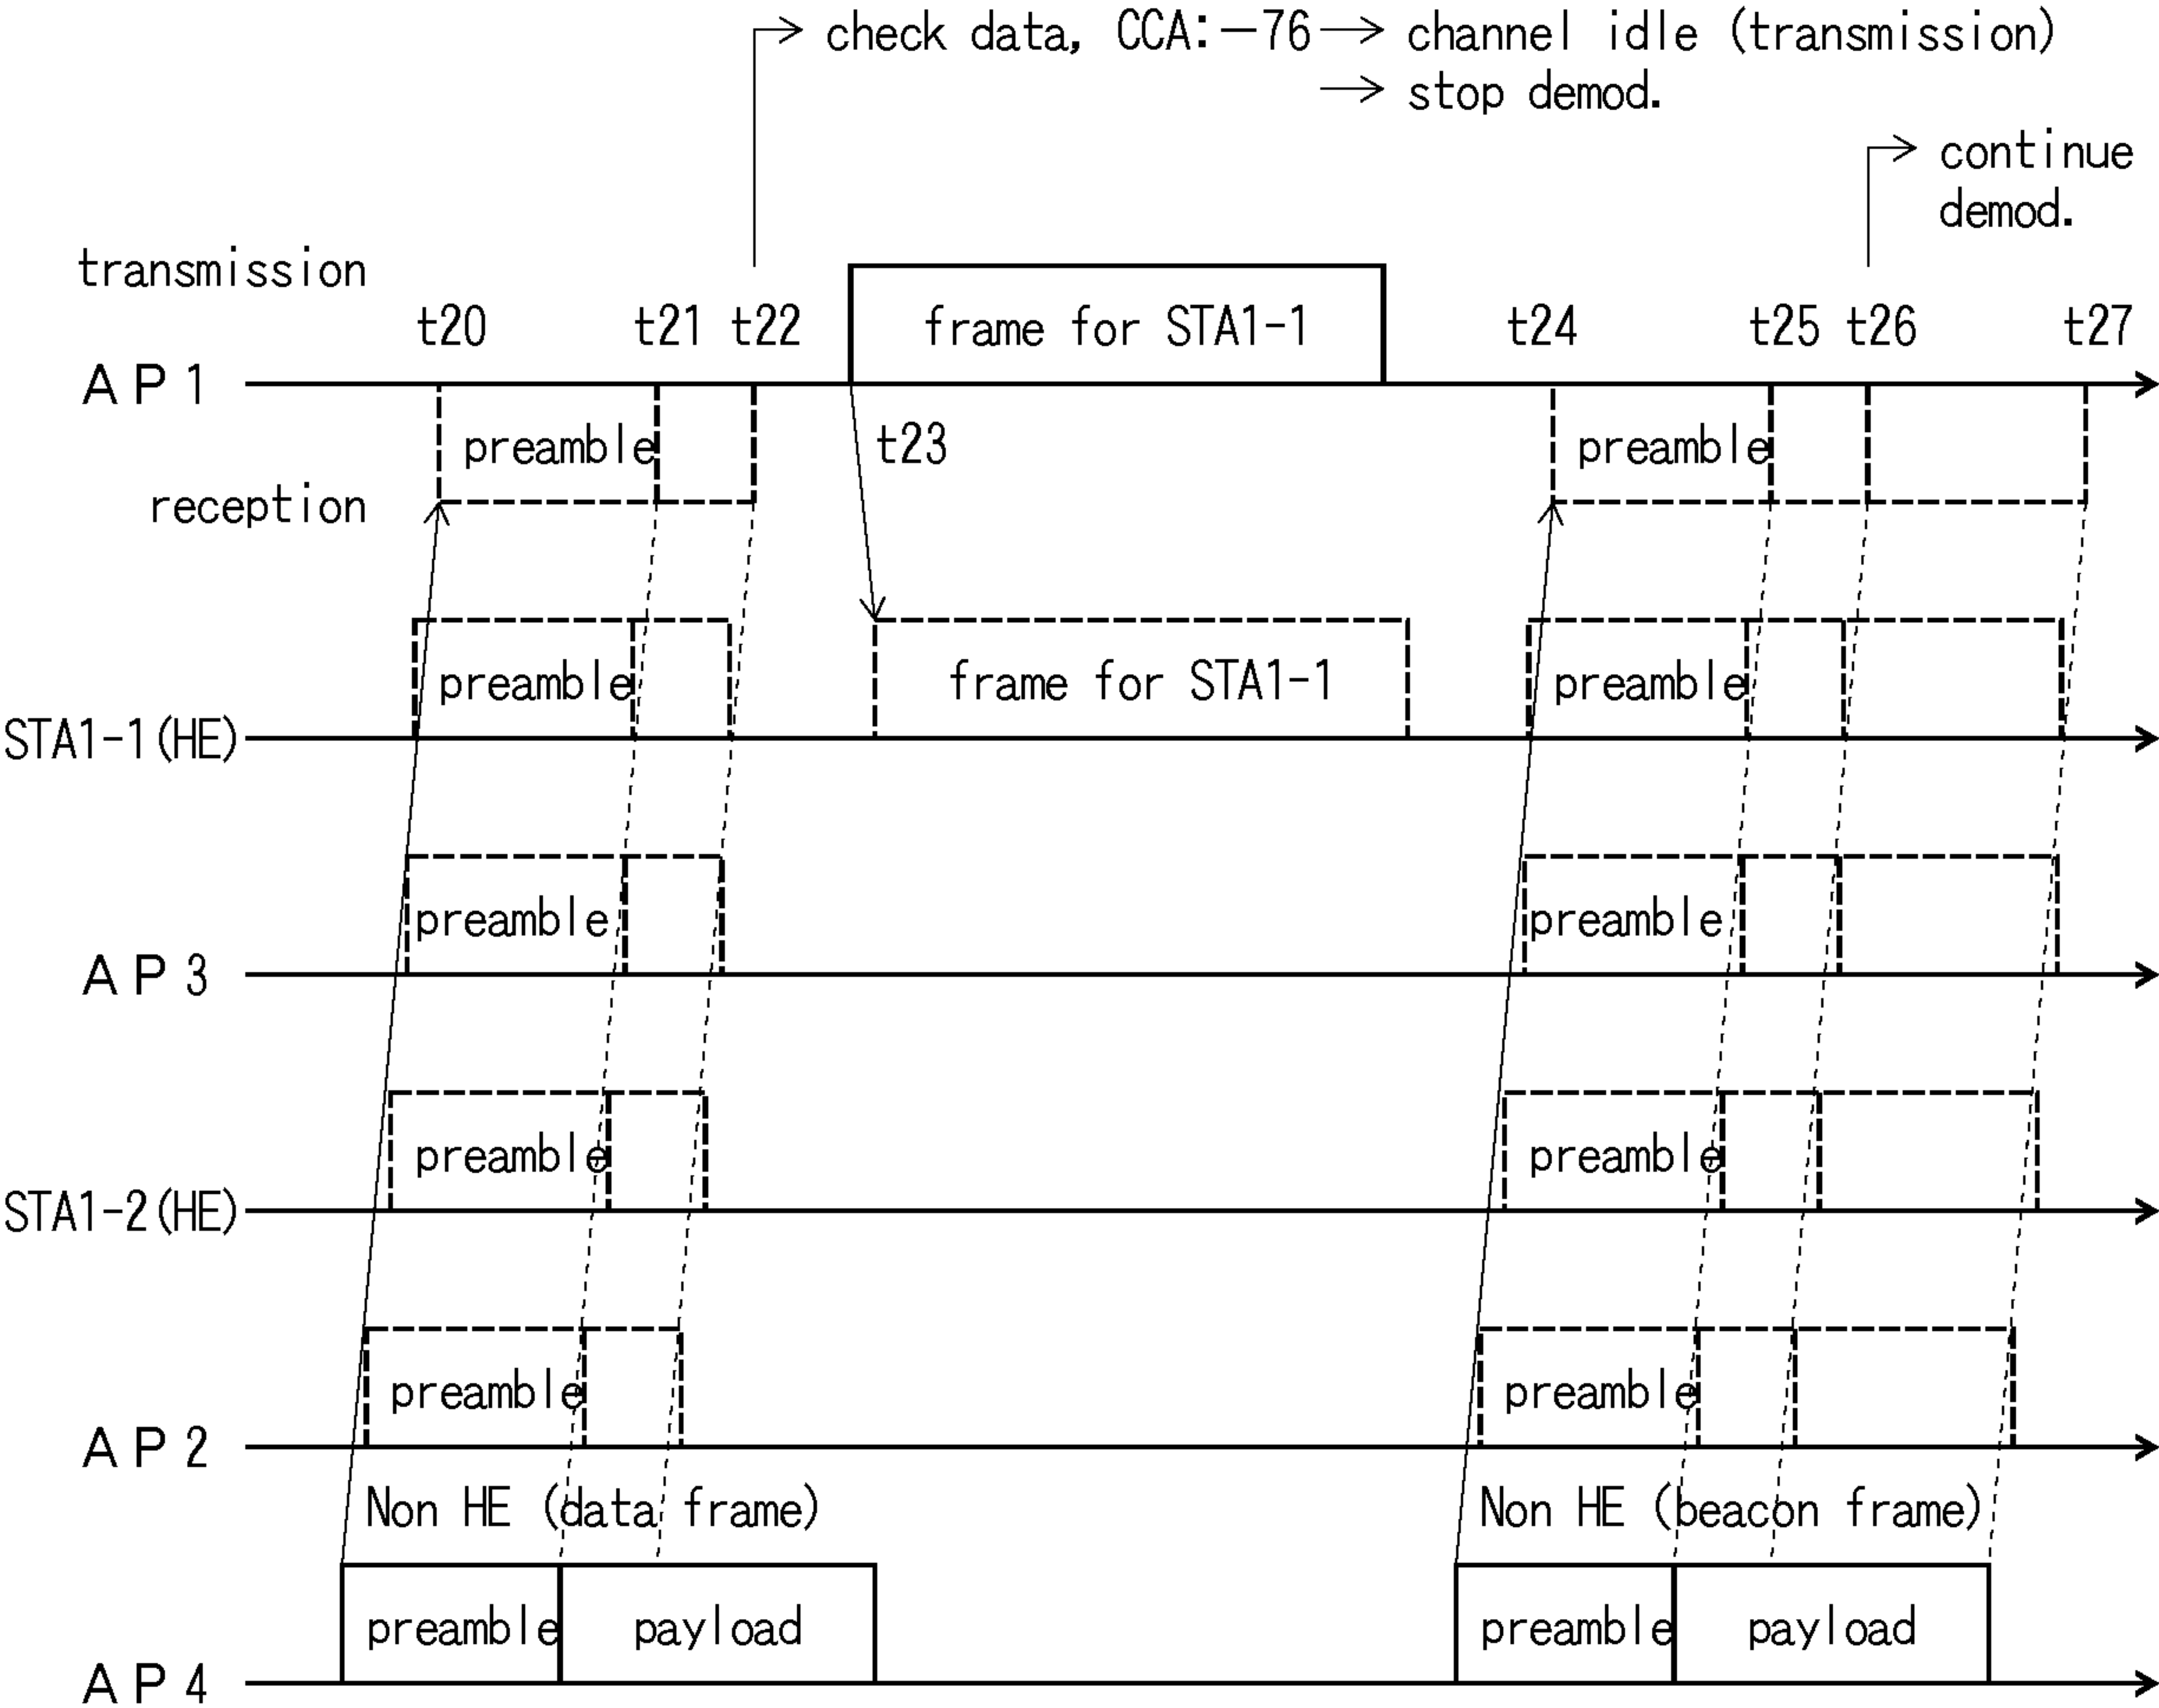 check data, CCA:−76 → channel idle (transmission)
→ stop demod.
continue
demod.
transmission
t20 t21 t22 frame for STA1-1 t24 t25 t26 t27
AP1
preamble t23 preamble
reception
preamble frame for STA1-1 preamble
STA1-1(HE)
preamble preamble
AP3
preamble preamble
STA1-2(HE)
preamble preamble
AP2
Non HE (data frame) Non HE (beacon frame)
preamble payload preamble payload
AP4